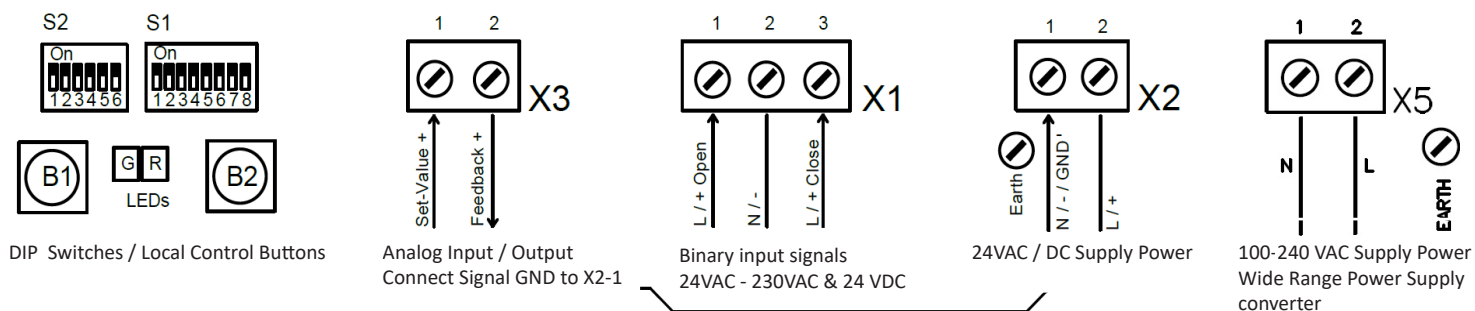 S2 S1
On On
123456 12345678
B1 G R B2
LEDs
DIP Switches / Local Control Buttons
1 2
X3
Set-Value +
Feedback +
Analog Input / Output
Connect Signal GND to X2-1
1 2 3
X1
L / + Open
N / -
L / + Close
Binary input signals
24VAC - 230VAC & 24 VDC
1 2
X2
Earth
N / - / GND'
L / +
24VAC / DC Supply Power
1 2
X5
N
L
EARTH
100-240 VAC Supply Power
Wide Range Power Supply
converter